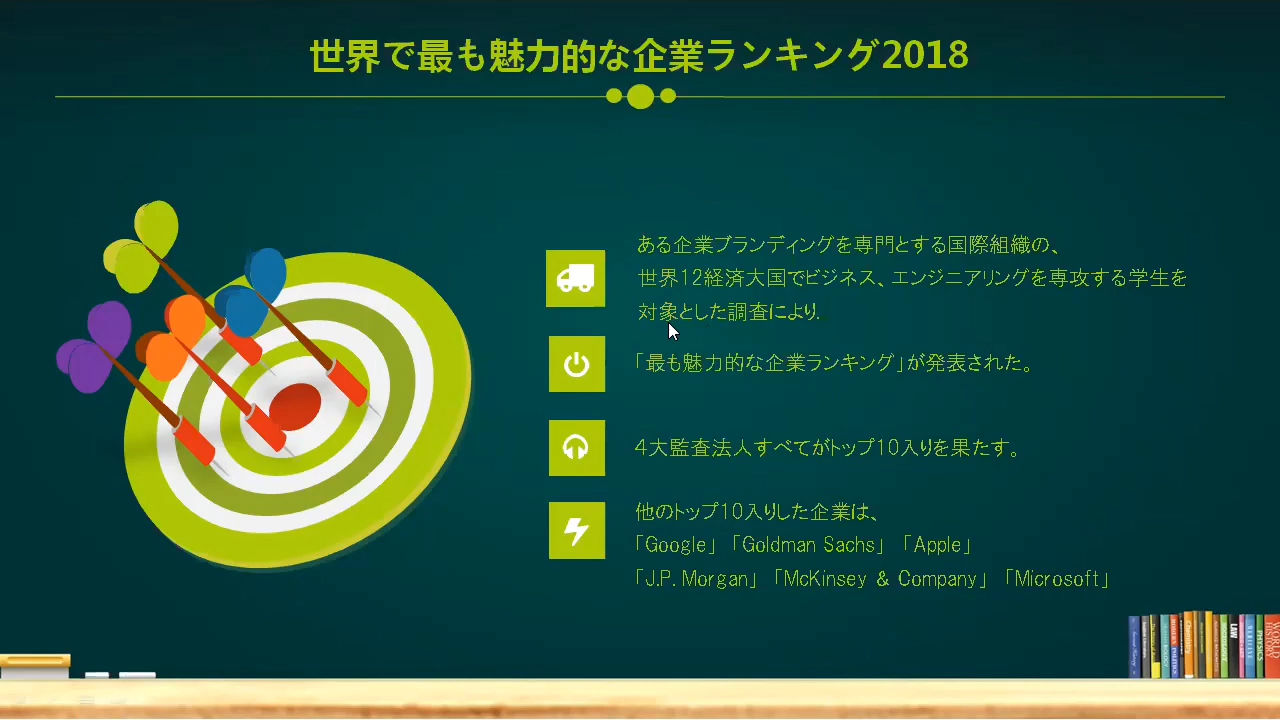 世界で最も魅力的な企業ランキング2018
ある企業ブランディングを専門とする国際組織の、
世界12経済大国でビジネス、エンジニアリングを専攻する学生を
対象とした調査により.
「最も魅力的な企業ランキング」が発表された。
4大監査法人すべてがトップ10入りを果たす。
他のトップ10入りした企業は、
「Google」「Goldman Sachs」「Apple」
「J.P. Morgan」「McKinsey & Company」「Microsoft」
LAW
PHYSICS
WORLD HISTORY